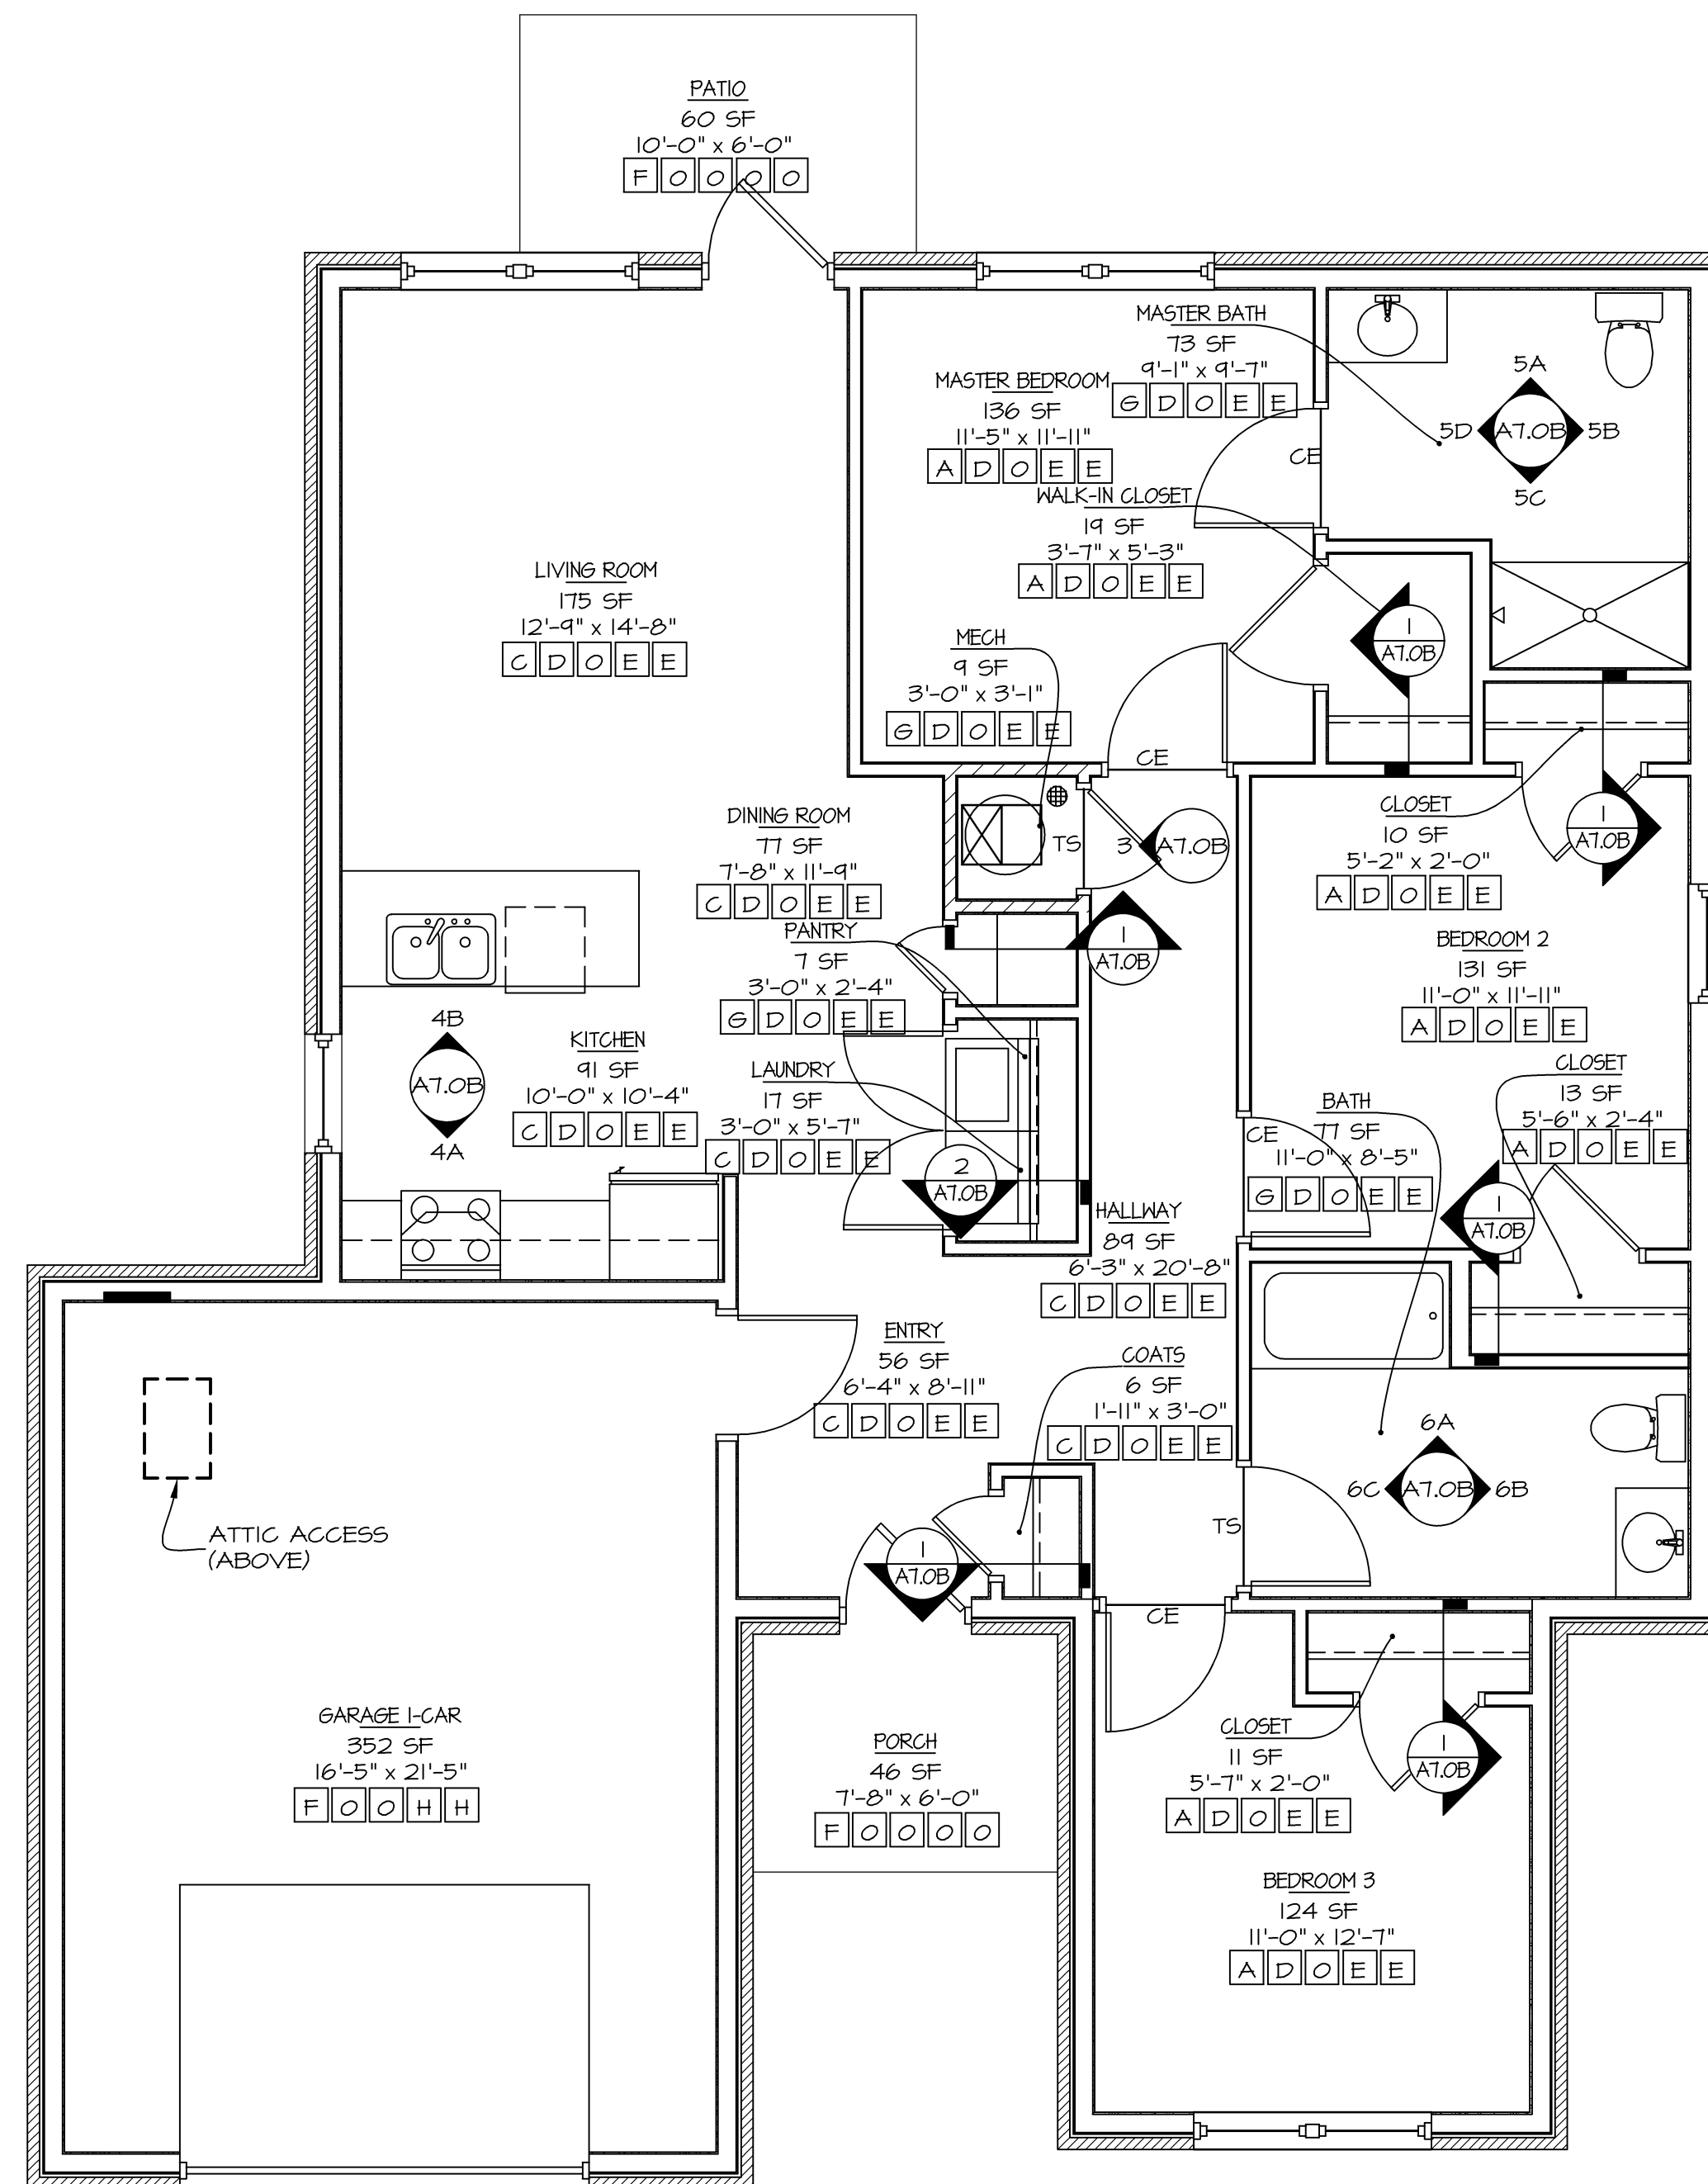 PATIO
60 SF
10'-0" x 6'-0"
F O O O O
MASTER BATH
73 SF
9'-1" x 9'-7"
G D O E E
MASTER BEDROOM
136 SF
11'-5" x 11'-11"
A D O E E
CE
5A
5D A7.0B 5B
5C
WALK-IN CLOSET
19 SF
3'-7" x 5'-3"
A D O E E
1
A7.0B
LIVING ROOM
175 SF
12'-9" x 14'-8"
C D O E E
MECH
9 SF
3'-0" x 3'-1"
G D O E E
CE
DINING ROOM
77 SF
7'-8" x 11'-9"
C D O E E
TS
3 A7.0B
CLOSET
10 SF
5'-2" x 2'-0"
A D O E E
1
A7.0B
PANTRY
7 SF
3'-0" x 2'-4"
G D O E E
1
A7.0B
BEDROOM 2
131 SF
11'-0" x 11'-11"
A D O E E
4B
A7.0B
4A
KITCHEN
91 SF
10'-0" x 10'-4"
C D O E E
LAUNDRY
17 SF
3'-0" x 5'-7"
C D O E E
2
A7.0B
CE
BATH
77 SF
11'-0" x 8'-5"
G D O E E
CLOSET
13 SF
5'-6" x 2'-4"
A D O E E
1
A7.0B
HALLWAY
89 SF
6'-3" x 20'-8"
C D O E E
ENTRY
56 SF
6'-4" x 8'-11"
C D O E E
COATS
6 SF
1'-11" x 3'-0"
C D O E E
6A
6C A7.0B 6B
TS
ATTIC ACCESS
(ABOVE)
1
A7.0B
CE
GARAGE 1-CAR
352 SF
16'-5" x 21'-5"
F O O H H
PORCH
46 SF
7'-8" x 6'-0"
F O O O O
CLOSET
11 SF
5'-7" x 2'-0"
A D O E E
1
A7.0B
BEDROOM 3
124 SF
11'-0" x 12'-7"
A D O E E